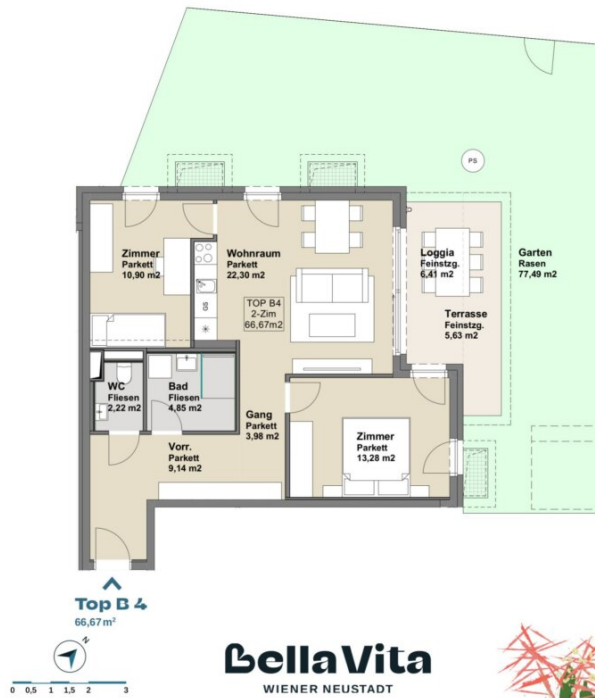 PS
Zimmer
Parkett
10,90 m2
Wohnraum
Parkett
22,30 m2
Loggia
Feinstzg.
6,41 m2
Garten
Rasen
77,49 m2
GS
TOP B4
2-Zim
66,67m2
Terrasse
Feinstzg.
5,63 m2
WC
Fliesen
2,22 m2
Bad
Fliesen
4,85 m2
Gang
Parkett
3,98 m2
Zimmer
Parkett
13,28 m2
Vorr.
Parkett
9,14 m2
Top B 4
66,67 m²
N
0 0,5 1 1,5 2 3
Bella Vita
WIENER NEUSTADT